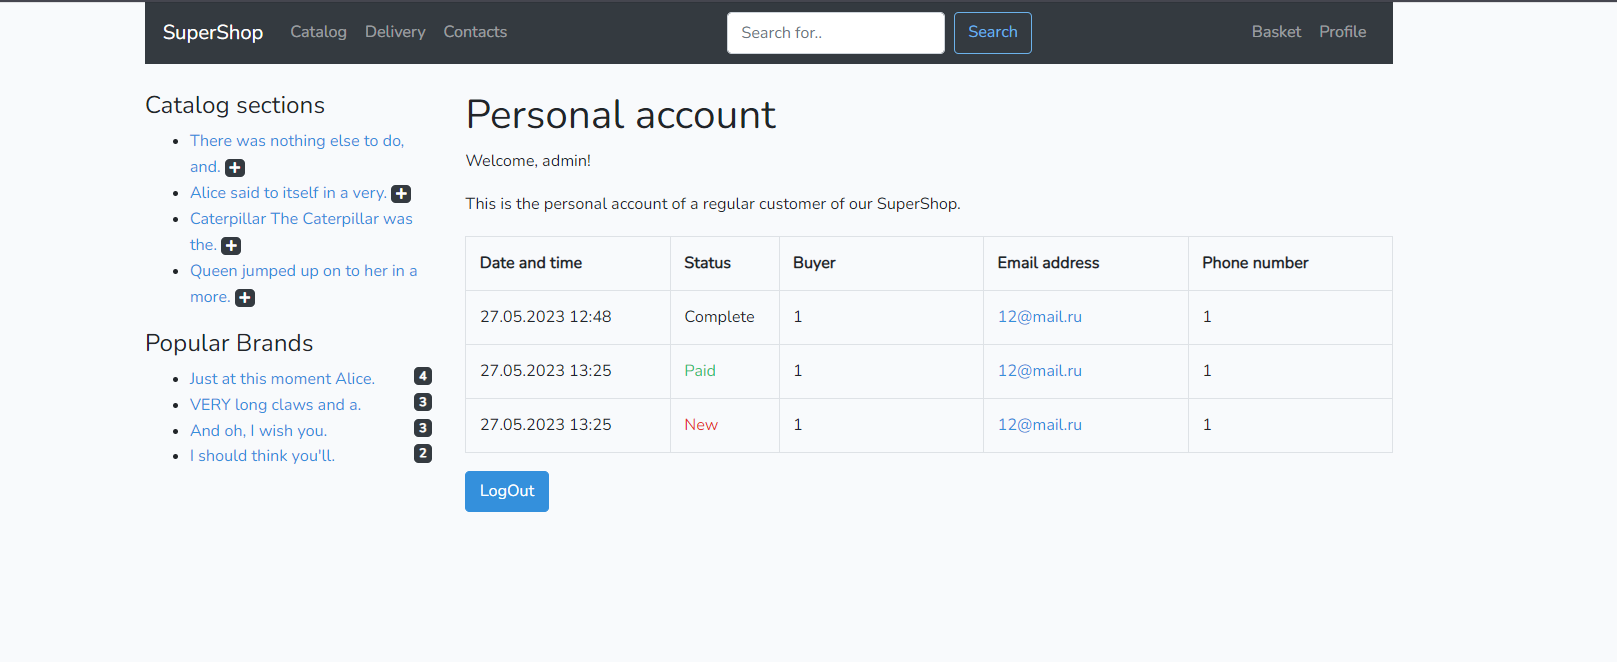 SuperShop Catalog Delivery Contacts Search for.. Search Basket Profile
Catalog sections
There was nothing else to do,
and.
Alice said to itself in a very.
Caterpillar The Caterpillar was
the.
Queen jumped up on to her in a
more.
Popular Brands
Just at this moment Alice. 4
VERY long claws and a. 3
And oh, I wish you. 3
I should think you'll. 2
Personal account
Welcome, admin!
This is the personal account of a regular customer of our SuperShop.
Date and time Status Buyer Email address Phone number
27.05.2023 12:48 Complete 1 12@mail.ru 1
27.05.2023 13:25 Paid 1 12@mail.ru 1
27.05.2023 13:25 New 1 12@mail.ru 1
LogOut